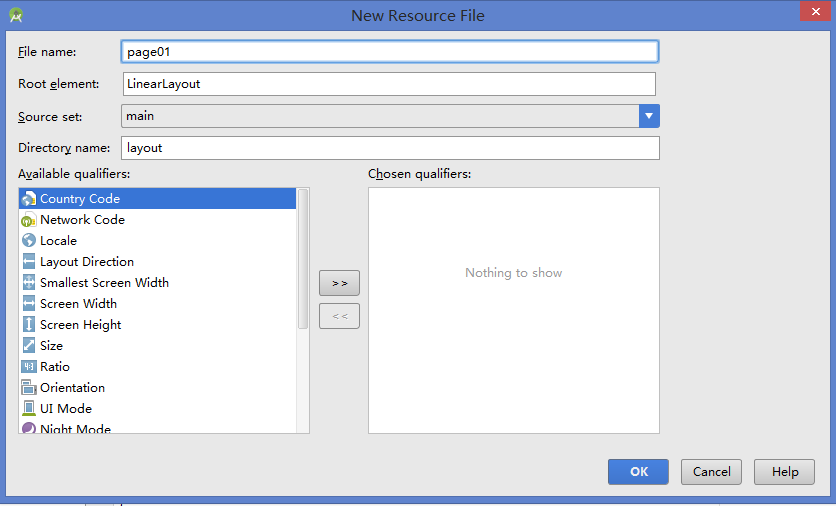 New Resource File
File name:
page01
Root element:
LinearLayout
Source set:
main
Directory name:
layout
Available qualifiers:
Chosen qualifiers:
Country Code
Network Code
Locale
Layout Direction
Smallest Screen Width
Screen Width
Screen Height
Size
Ratio
Orientation
UI Mode
Night Mode
>>
<<
Nothing to show
OK
Cancel
Help